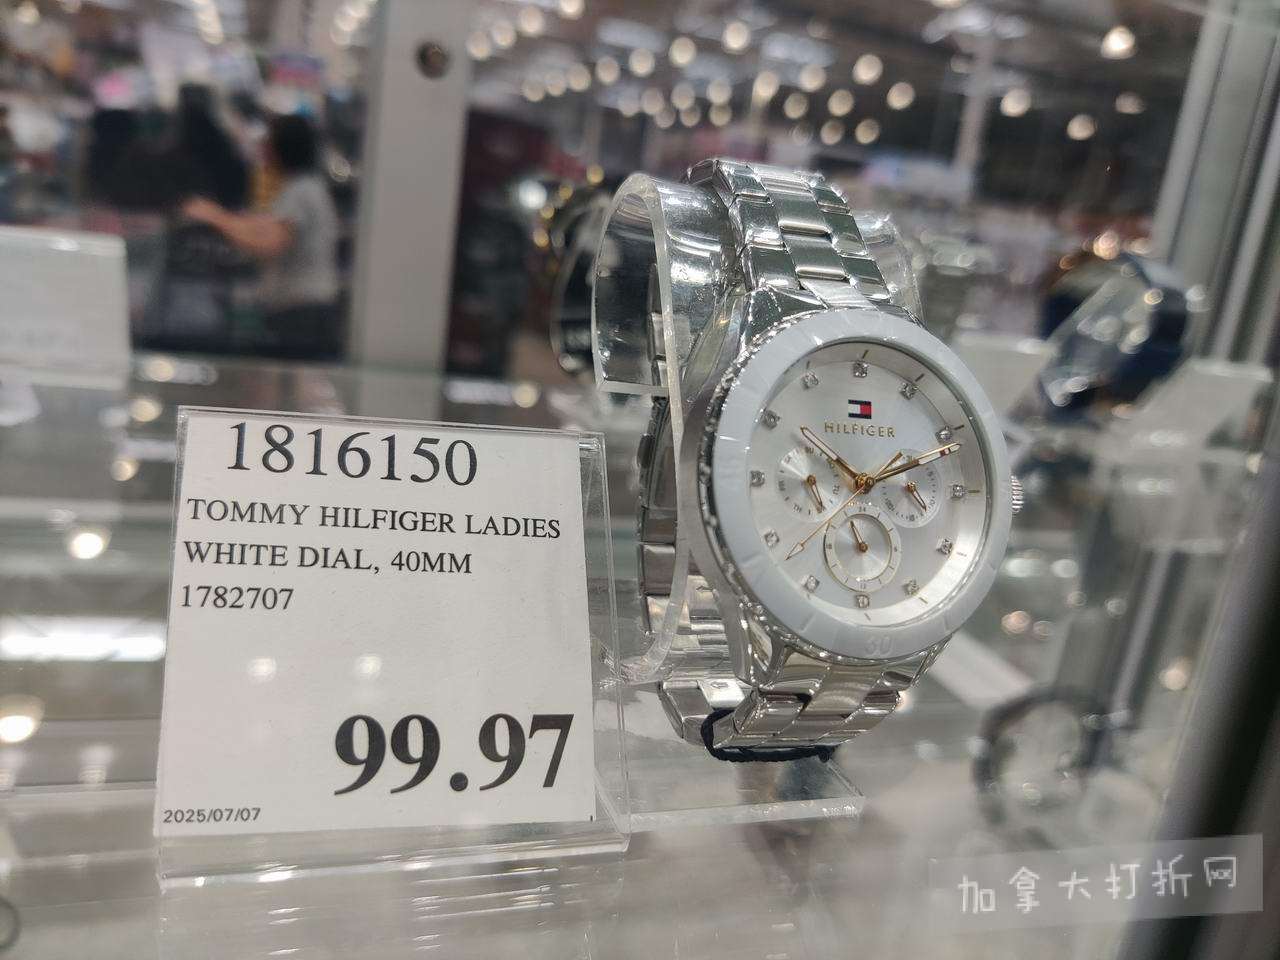 1816150
TOMMY HILFIGER LADIES
WHITE DIAL, 40MM
1782707
99.97
2025/07/07
HILFIGER
30
加拿大打折网